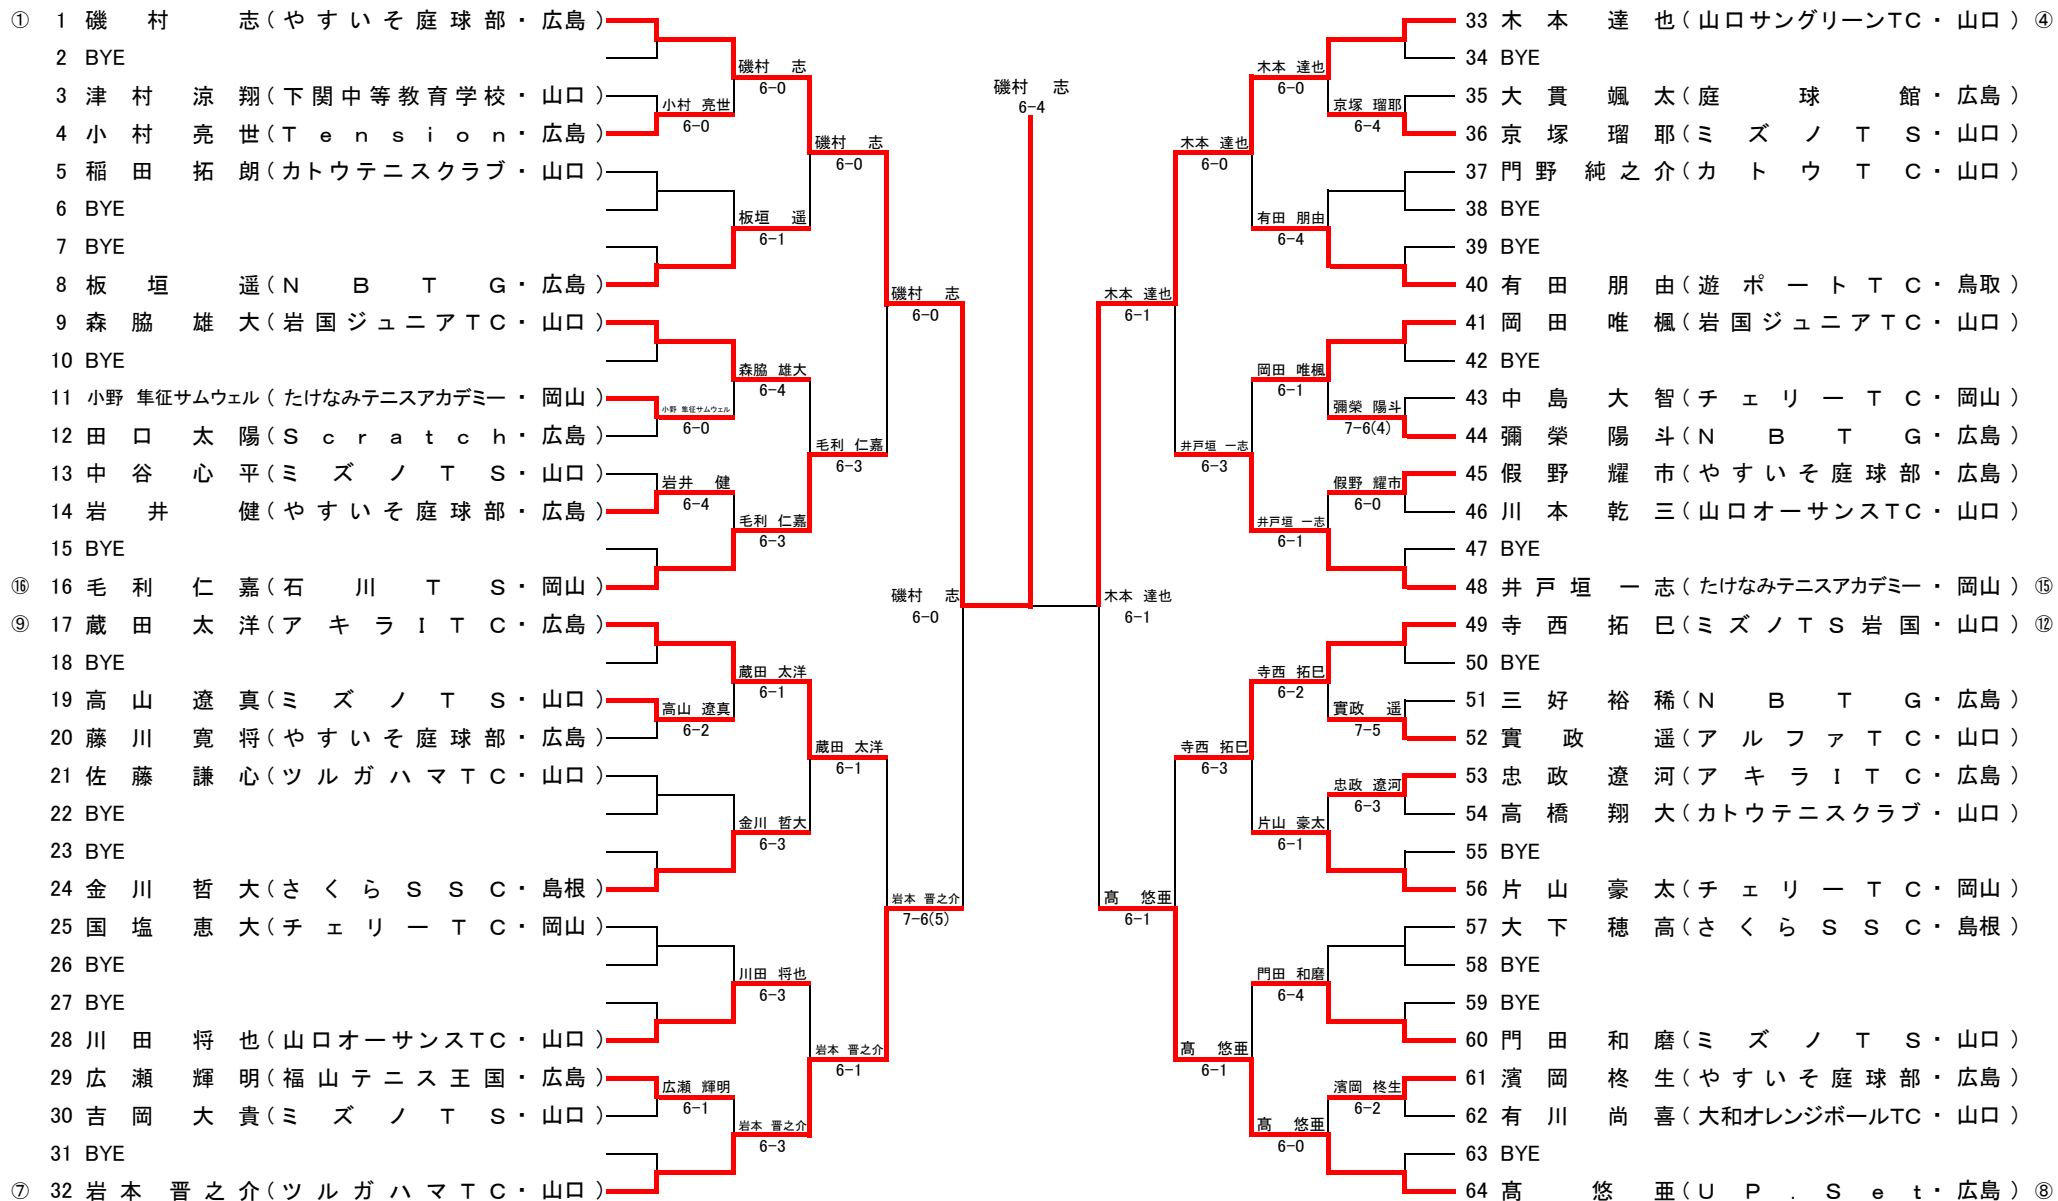 ① 1 磯村 志(やすいそ庭球部・広島)
2 BYE
3 津村 涼翔(下関中等教育学校・山口)
4 小村 亮世(Tension・広島)
5 稲田 拓朗(カトウテニスクラブ・山口)
6 BYE
7 BYE
8 板垣 遥(NBTG・広島)
9 森脇 雄大(岩国ジュニアTC・山口)
10 BYE
11 小野 隼征サムウェル(たけなみテニスアカデミー・岡山)
12 田口 太陽(Scratch・広島)
13 中谷 心平(ミズノTS・山口)
14 岩井 健(やすいそ庭球部・広島)
15 BYE
⑯ 16 毛利 仁嘉(石川TS・岡山)
⑨ 17 蔵田 太洋(アキラITC・広島)
18 BYE
19 高山 遼真(ミズノTS・山口)
20 藤川 寛将(やすいそ庭球部・広島)
21 佐藤 謙心(ツルガハマTC・山口)
22 BYE
23 BYE
24 金川 哲大(さくらSSC・島根)
25 国塩 恵大(チェリーTC・岡山)
26 BYE
27 BYE
28 川田 将也(山口オーサンスTC・山口)
29 広瀬 輝明(福山テニス王国・広島)
30 吉岡 大貴(ミズノTS・山口)
31 BYE
⑦ 32 岩本 晋之介(ツルガハマTC・山口)
小村 亮世
6-0
小野 隼征サムウェル
6-0
岩井 健
6-4
高山 遼真
6-2
広瀬 輝明
6-1
磯村 志
6-0
板垣 遥
6-1
森脇 雄大
6-4
毛利 仁嘉
6-3
蔵田 太洋
6-1
金川 哲大
6-3
川田 将也
6-3
岩本 晋之介
6-3
磯村 志
6-0
毛利 仁嘉
6-3
蔵田 太洋
6-1
岩本 晋之介
6-1
磯村 志
6-0
岩本 晋之介
7-6(5)
磯村 志
6-0
磯村 志
6-4
木本 達也
6-1
木本 達也
6-1
髙 悠亜
6-1
木本 達也
6-0
井戸垣 一志
6-3
寺西 拓巳
6-3
髙 悠亜
6-1
木本 達也
6-0
有田 朋由
6-4
岡田 唯楓
6-1
井戸垣 一志
6-1
寺西 拓巳
6-2
片山 豪太
6-1
門田 和磨
6-4
髙 悠亜
6-0
京塚 瑠耶
6-4
彌榮 陽斗
7-6(4)
假野 耀市
6-0
實政 遥
7-5
忠政 遼河
6-3
濱岡 柊生
6-2
33 木本 達也(山口サングリーンTC・山口) ④
34 BYE
35 大貫 颯太(庭球館・広島)
36 京塚 瑠耶(ミズノTS・山口)
37 門野 純之介(カトウTC・山口)
38 BYE
39 BYE
40 有田 朋由(遊ポートTC・鳥取)
41 岡田 唯楓(岩国ジュニアTC・山口)
42 BYE
43 中島 大智(チェリーTC・岡山)
44 彌榮 陽斗(NBTG・広島)
45 假野 耀市(やすいそ庭球部・広島)
46 川本 乾三(山口オーサンスTC・山口)
47 BYE
48 井戸垣 一志(たけなみテニスアカデミー・岡山) ⑮
49 寺西 拓巳(ミズノTS岩国・山口) ⑫
50 BYE
51 三好 裕稀(NBTG・広島)
52 實政 遥(アルファTC・山口)
53 忠政 遼河(アキラITC・広島)
54 高橋 翔大(カトウテニスクラブ・山口)
55 BYE
56 片山 豪太(チェリーTC・岡山)
57 大下 穂高(さくらSSC・島根)
58 BYE
59 BYE
60 門田 和磨(ミズノTS・山口)
61 濱岡 柊生(やすいそ庭球部・広島)
62 有川 尚喜(大和オレンジボールTC・山口)
63 BYE
64 髙 悠亜(UP.Set・広島) ⑧